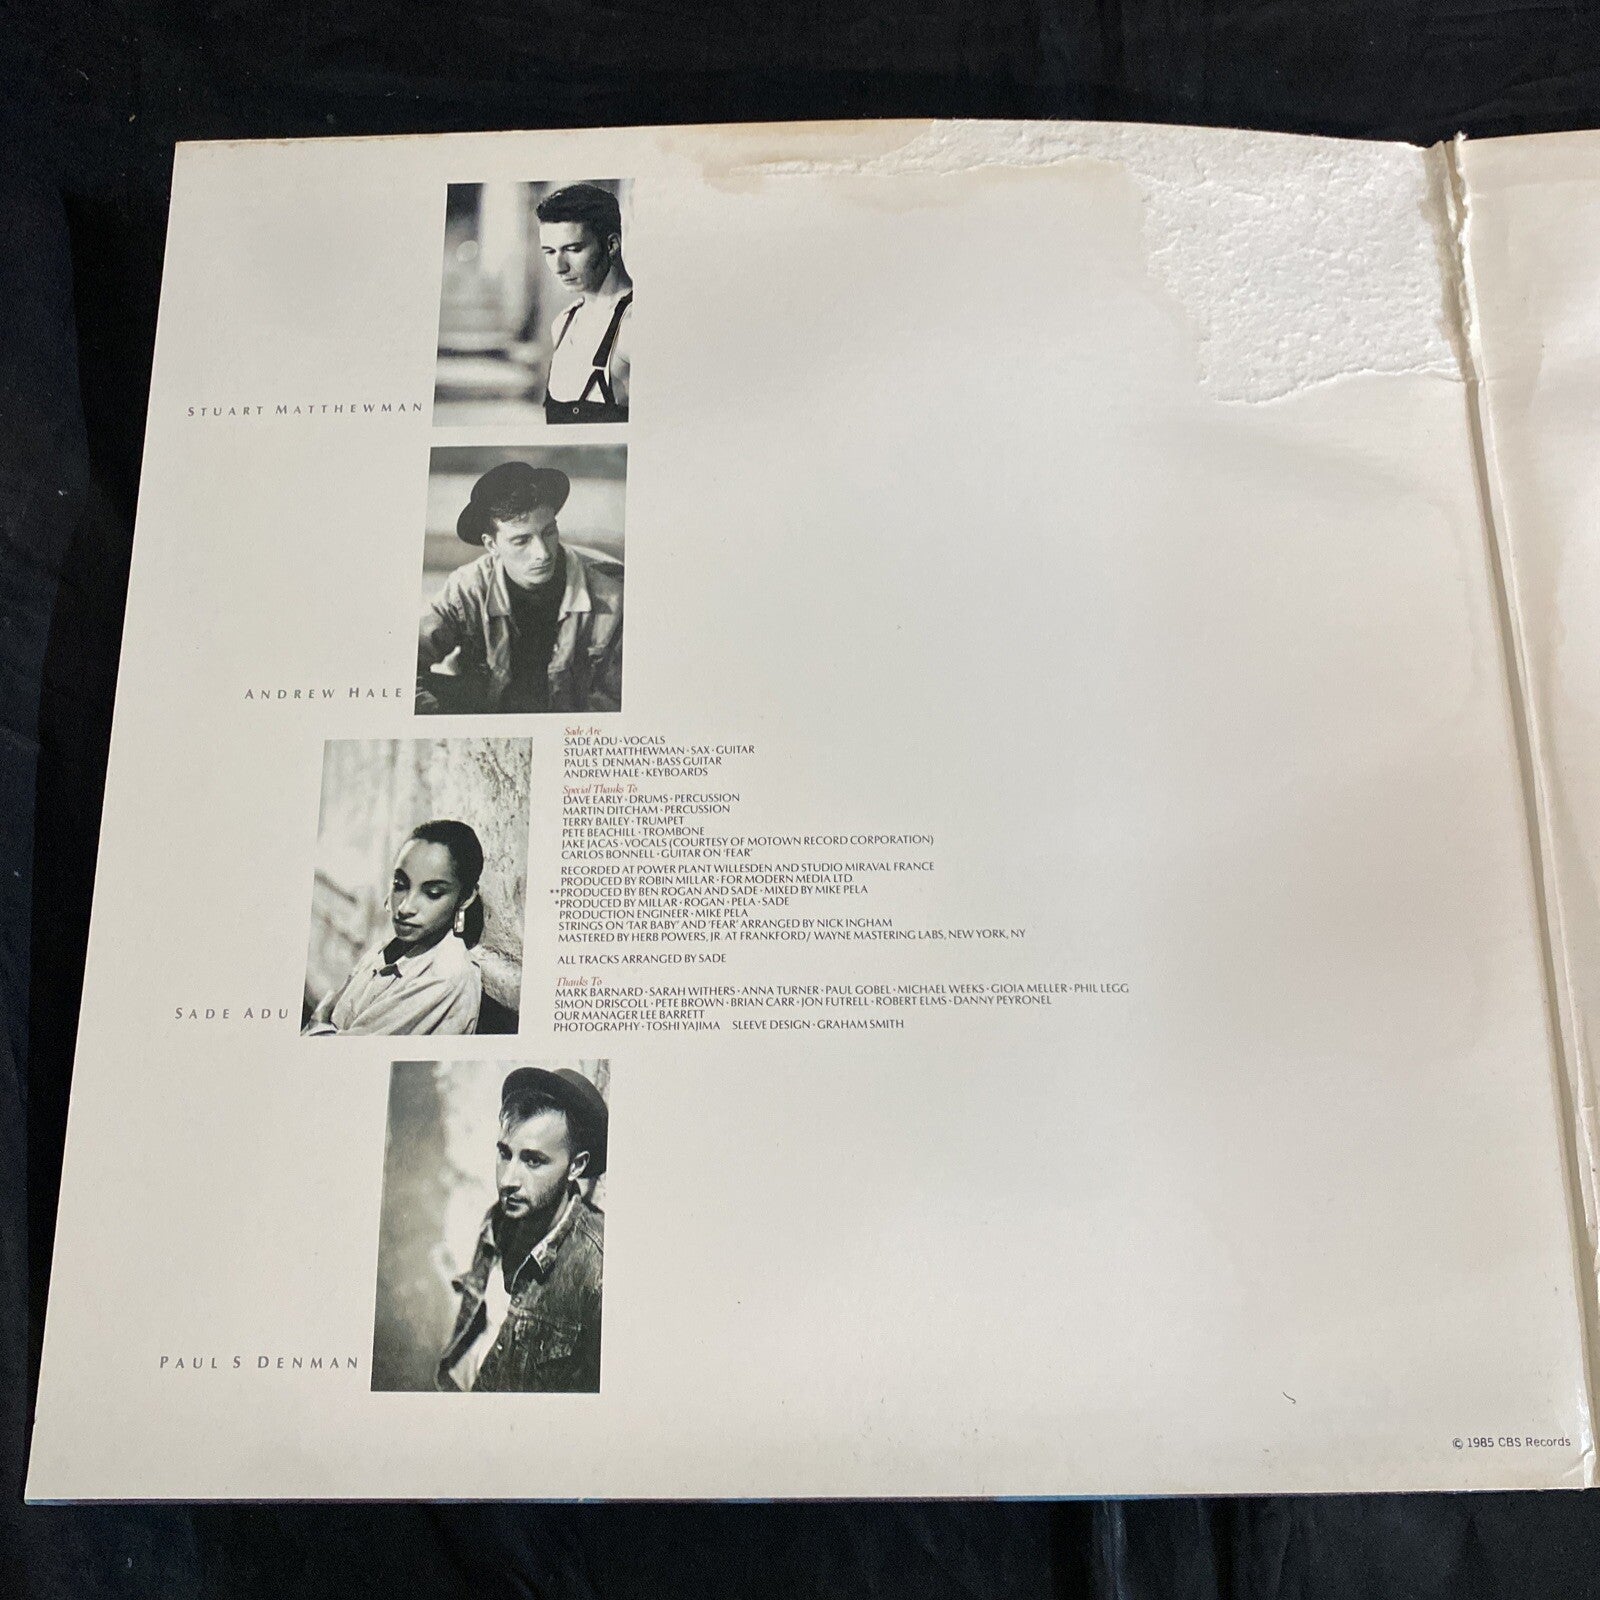 STUART MATTHEWMAN
ANDREW HALE
Sade Are
SADE ADU · VOCALS
STUART MATTHEWMAN · SAX · GUITAR
PAUL S DENMAN · BASS GUITAR
ANDREW HALE · KEYBOARDS
Special Thanks To
DAVE EARLY · DRUMS · PERCUSSION
MARTIN DITCHAM · PERCUSSION
TERRY BAILEY · TRUMPET
PETE BEACHILL · TROMBONE
JAKE JACAS · VOCALS (COURTESY OF MOTOWN RECORD CORPORATION)
CARLOS BONNELL · GUITAR ON 'FEAR'
RECORDED AT POWER PLANT WILLESDEN AND STUDIO MIRAVAL FRANCE
PRODUCED BY ROBIN MILLAR · FOR MODERN MEDIA LTD
**PRODUCED BY BEN ROGAN AND SADE · MIXED BY MIKE PELA
*PRODUCED BY MILLAR · ROGAN · PELA · SADE
PRODUCTION ENGINEER · MIKE PELA
STRINGS ON 'TAR BABY' AND 'FEAR' ARRANGED BY NICK INGHAM
MASTERED BY HERB POWERS, JR. AT FRANKFORD/WAYNE MASTERING LABS, NEW YORK, NY
ALL TRACKS ARRANGED BY SADE
Thanks To
MARK BARNARD · SARAH WITHERS · ANNA TURNER · PAUL GOBEL · MICHAEL WEEKS · GIOIA MELLER · PHIL LEGG
SIMON DRISCOLL · PETE BROWN · BRIAN CARR · JON FUTRELL · ROBERT ELMS · DANNY PEYRONEL
OUR MANAGER LEE BARRETT
PHOTOGRAPHY · TOSHI YAJIMA SLEEVE DESIGN · GRAHAM SMITH
SADE ADU
PAUL S DENMAN
© 1985 CBS Records